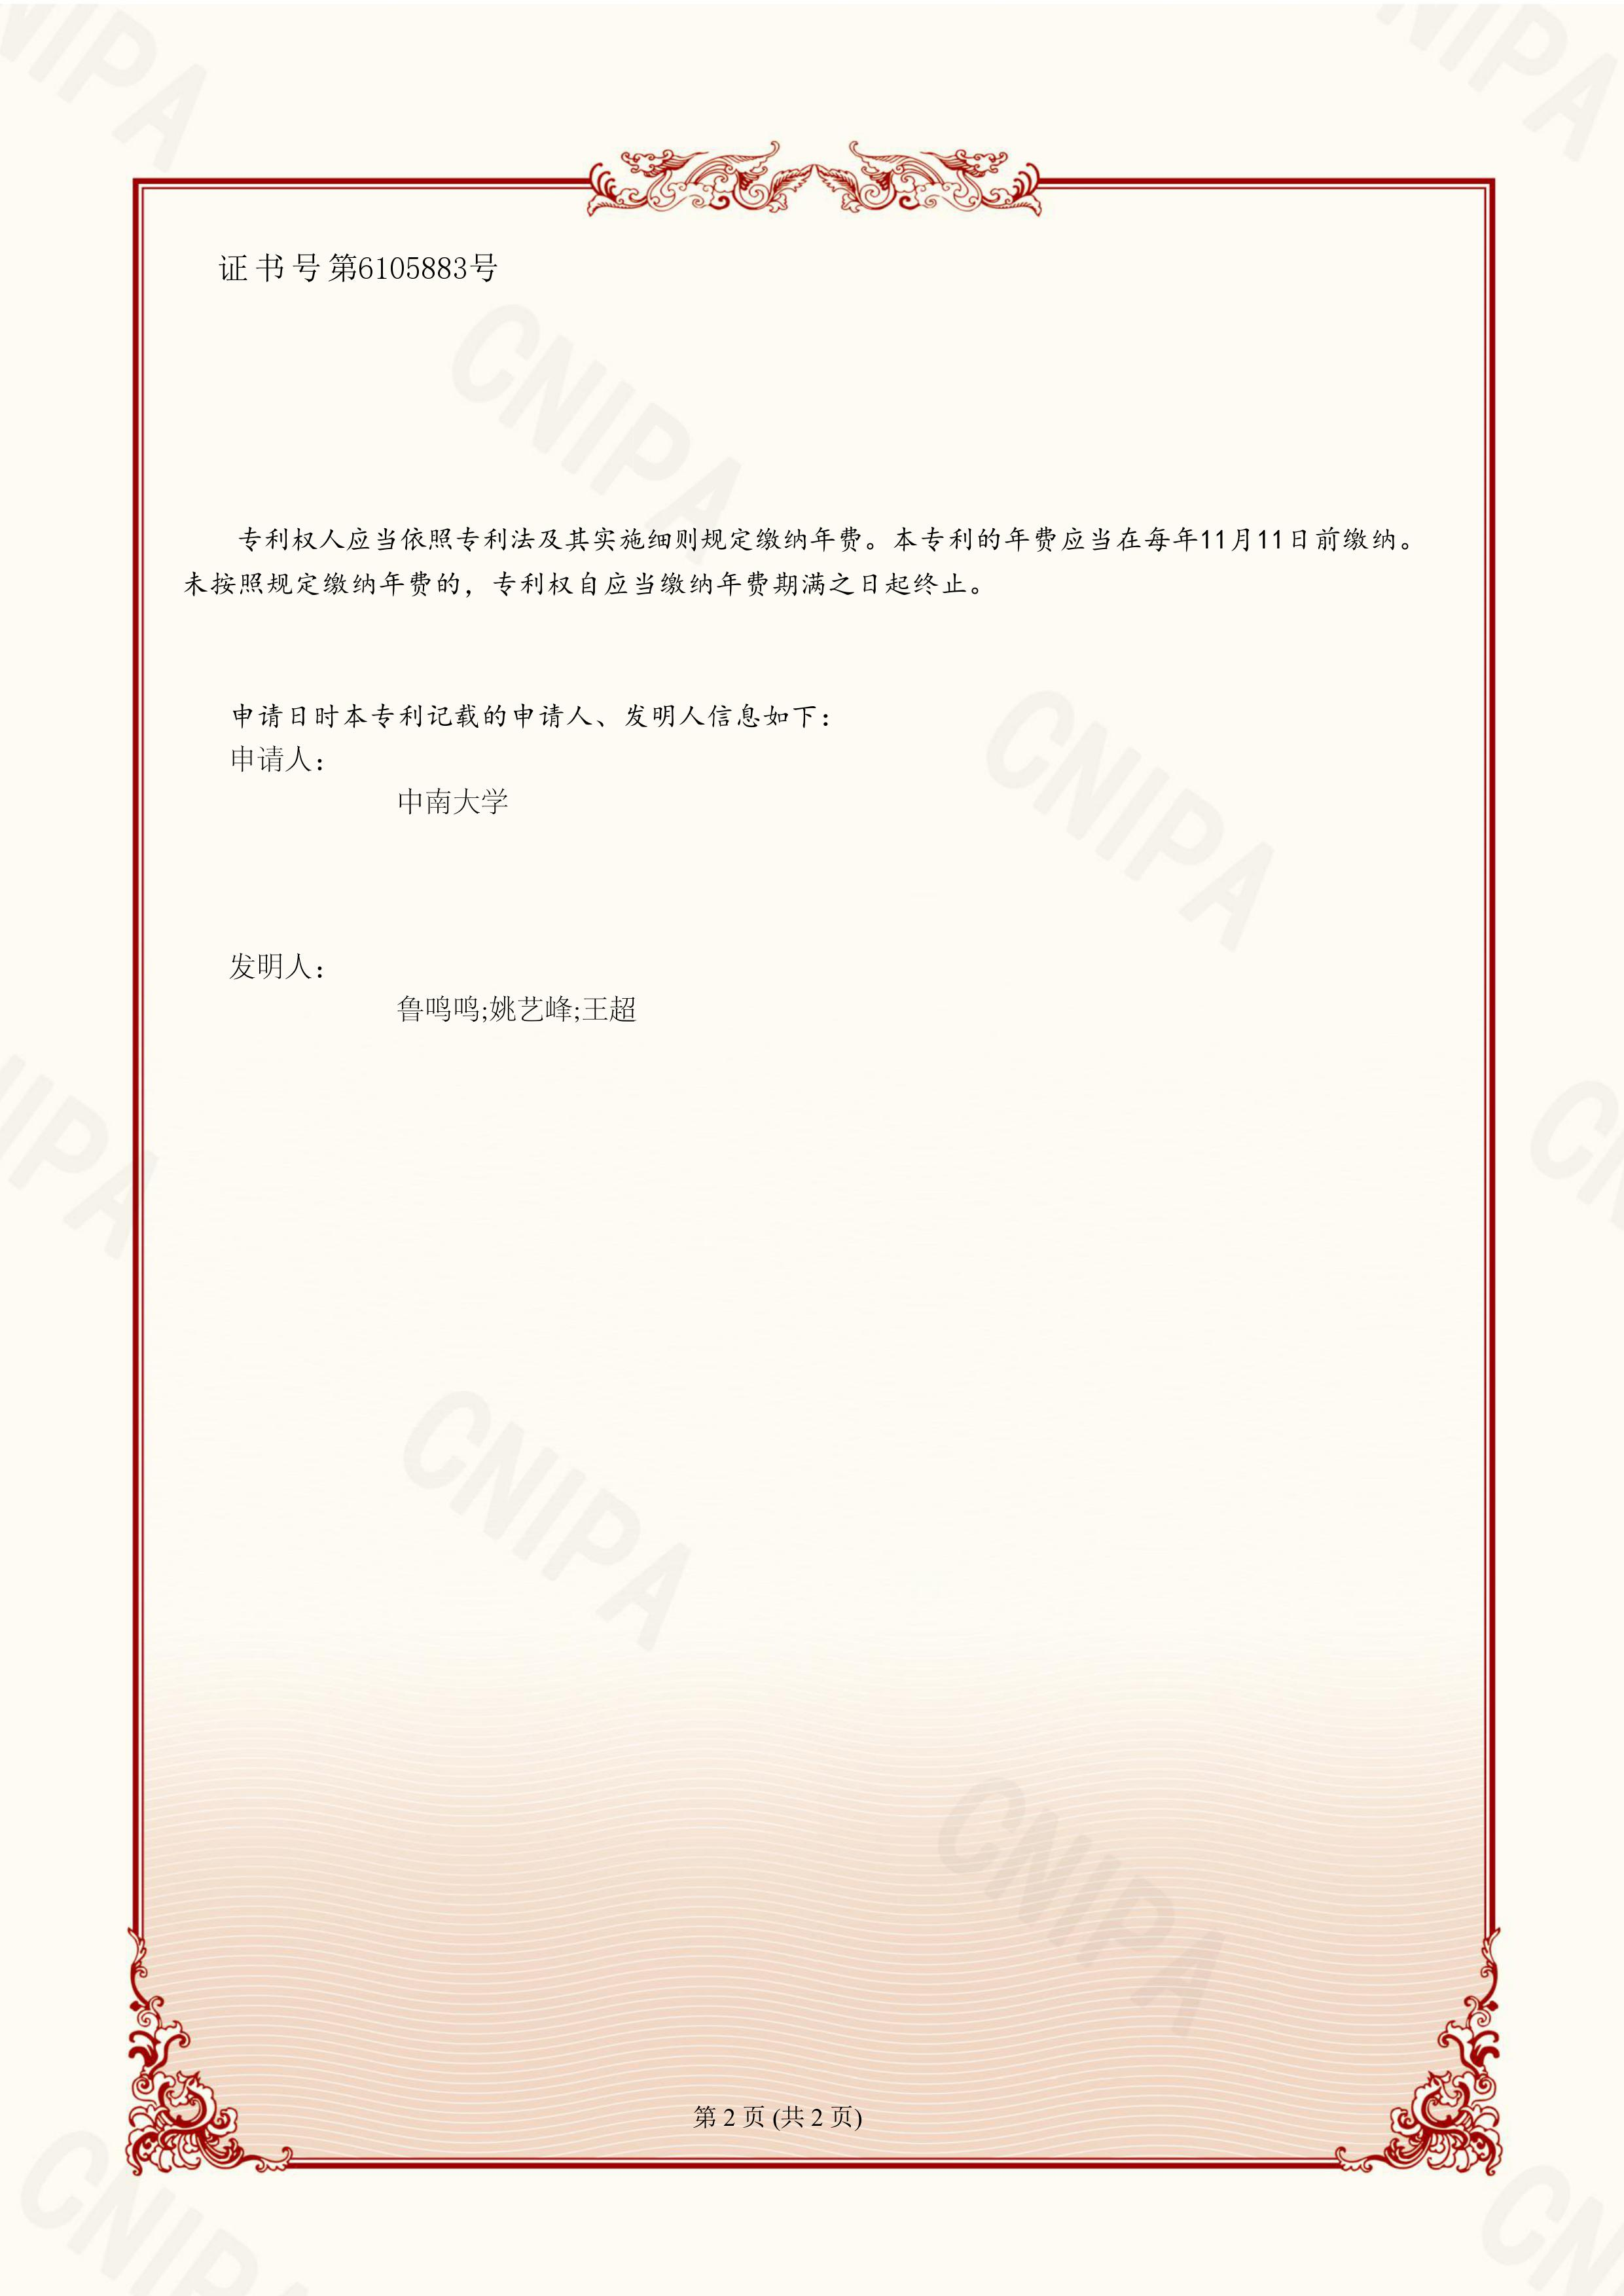 证书号第6105883号
专利权人应当依照专利法及其实施细则规定缴纳年费。本专利的年费应当在每年11月11日前缴纳。
未按照规定缴纳年费的，专利权自应当缴纳年费期满之日起终止。
申请日时本专利记载的申请人、发明人信息如下：
申请人：
中南大学
发明人：
鲁鸣鸣;姚艺峰;王超
第 2 页 (共 2 页)
CNIPA
CNIPA
CNIPA
CNIPA